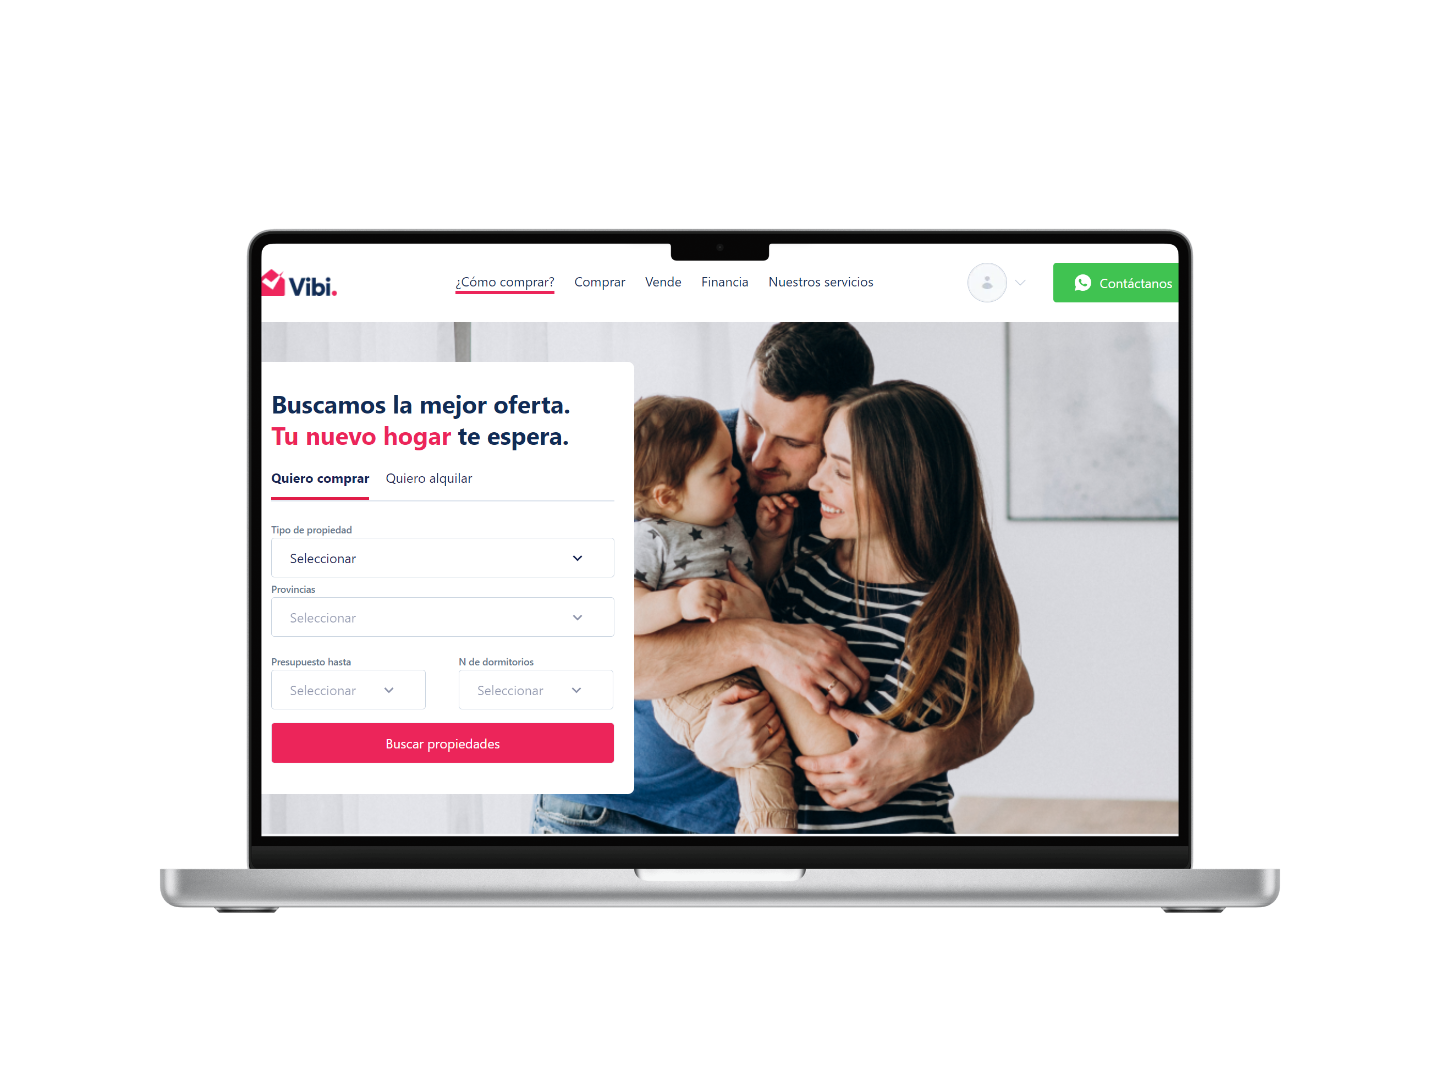 Vibi.
¿Cómo comprar? Comprar Vende Financia Nuestros servicios
Contáctanos
Buscamos la mejor oferta.
Tu nuevo hogar te espera.
Quiero comprar Quiero alquilar
Tipo de propiedad
Seleccionar
Provincias
Seleccionar
Presupuesto hasta N de dormitorios
Seleccionar Seleccionar
Buscar propiedades